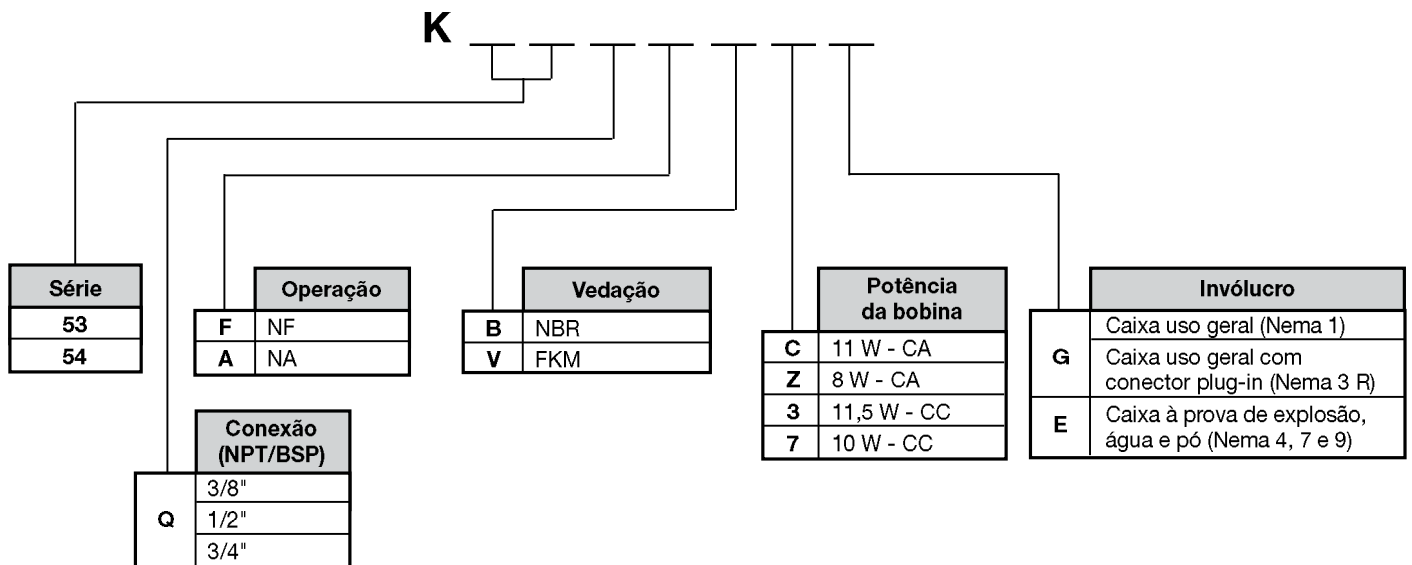 K
Série
53
54
Operação
F NF
A NA
Conexão
(NPT/BSP)
Q
3/8"
1/2"
3/4"
Vedação
B NBR
V FKM
Potência
da bobina
C 11 W - CA
Z 8 W - CA
3 11,5 W - CC
7 10 W - CC
Invólucro
G
Caixa uso geral (Nema 1)
Caixa uso geral com
conector plug-in (Nema 3 R)
E
Caixa à prova de explosão,
água e pó (Nema 4, 7 e 9)